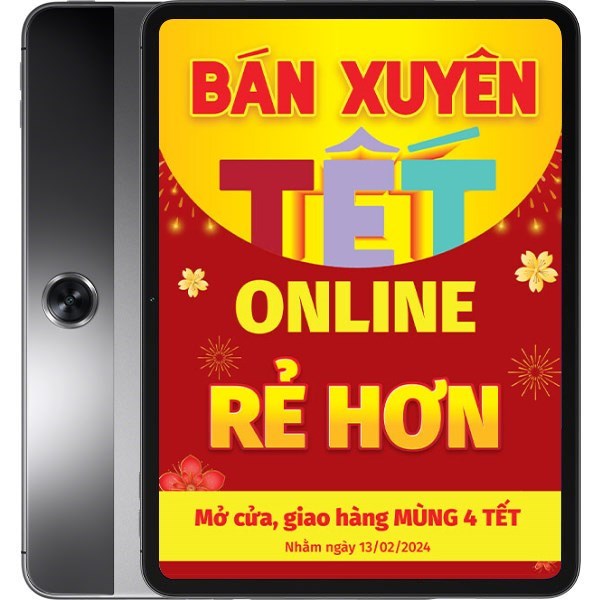 BÁN XUYÊN
TẾT
ONLINE
RẺ HƠN
Mở cửa, giao hàng MÙNG 4 TẾT
Nhằm ngày 13/02/2024